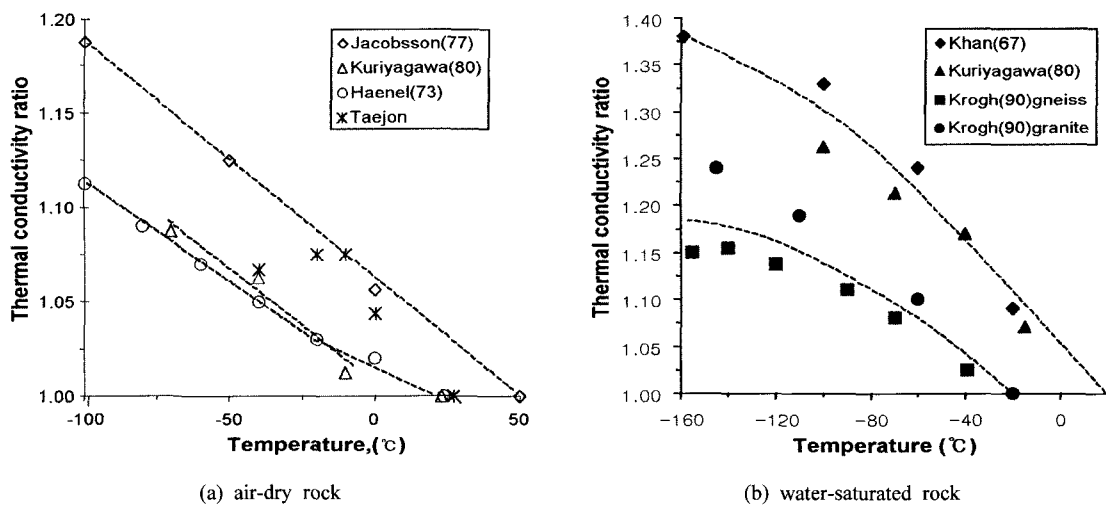 Thermal conductivity ratio
1.20
1.15
1.10
1.05
1.00
-100
-50
0
50
Temperature,(℃)
Jacobsson(77)
Kuriyagawa(80)
Haenel(73)
Taejon
(a) air-dry rock
Thermal conductivity ratio
1.40
1.35
1.30
1.25
1.20
1.15
1.10
1.05
1.00
-160
-120
-80
-40
0
Temperature (℃)
Khan(67)
Kuriyagawa(80)
Krogh(90)gneiss
Krogh(90)granite
(b) water-saturated rock